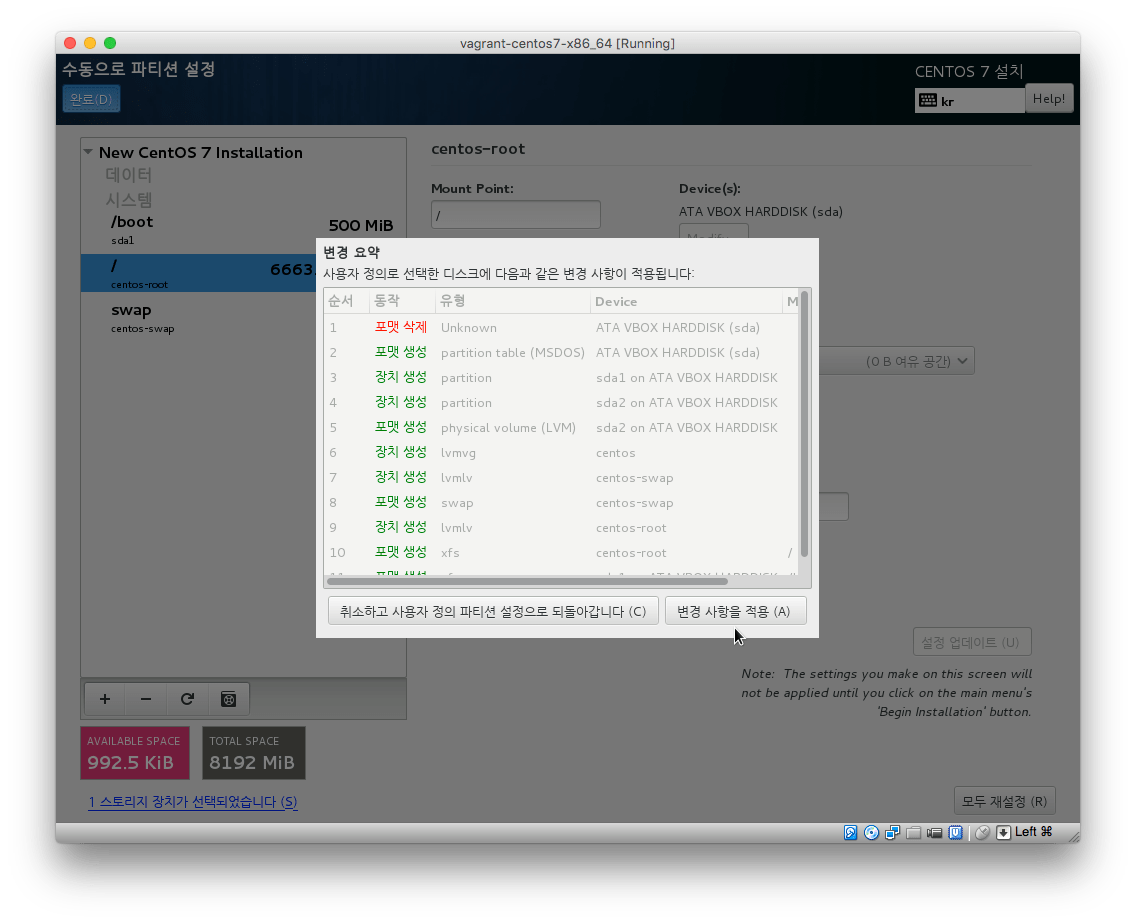 vagrant-centos7-x86_64 [Running]
수동으로 파티션 설정
CENTOS 7 설치
완료(D)
kr
Help!
New CentOS 7 Installation
데이터
시스템
/boot
500 MiB
sda1
/
6663.
centos-root
swap
centos-swap
centos-root
Mount Point:
/
Device(s):
ATA VBOX HARDDISK (sda)
변경 요약
사용자 정의로 선택한 디스크에 다음과 같은 변경 사항이 적용됩니다:
순서 동작 유형 Device M
1 포맷 삭제 Unknown ATA VBOX HARDDISK (sda)
2 포맷 생성 partition table (MSDOS) ATA VBOX HARDDISK (sda)
3 장치 생성 partition sda1 on ATA VBOX HARDDISK
4 장치 생성 partition sda2 on ATA VBOX HARDDISK
5 포맷 생성 physical volume (LVM) sda2 on ATA VBOX HARDDISK
6 장치 생성 lvmvg centos
7 장치 생성 lvmlv centos-swap
8 포맷 생성 swap centos-swap
9 장치 생성 lvmlv centos-root
10 포맷 생성 xfs centos-root /
취소하고 사용자 정의 파티션 설정으로 되돌아갑니다 (C)
변경 사항을 적용 (A)
(0 B 여유 공간)
설정 업데이트 (U)
Note: The settings you make on this screen will
not be applied until you click on the main menu's
'Begin Installation' button.
AVAILABLE SPACE
992.5 KiB
TOTAL SPACE
8192 MiB
1 스토리지 장치가 선택되었습니다 (S)
모두 재설정 (R)
Left ⌘